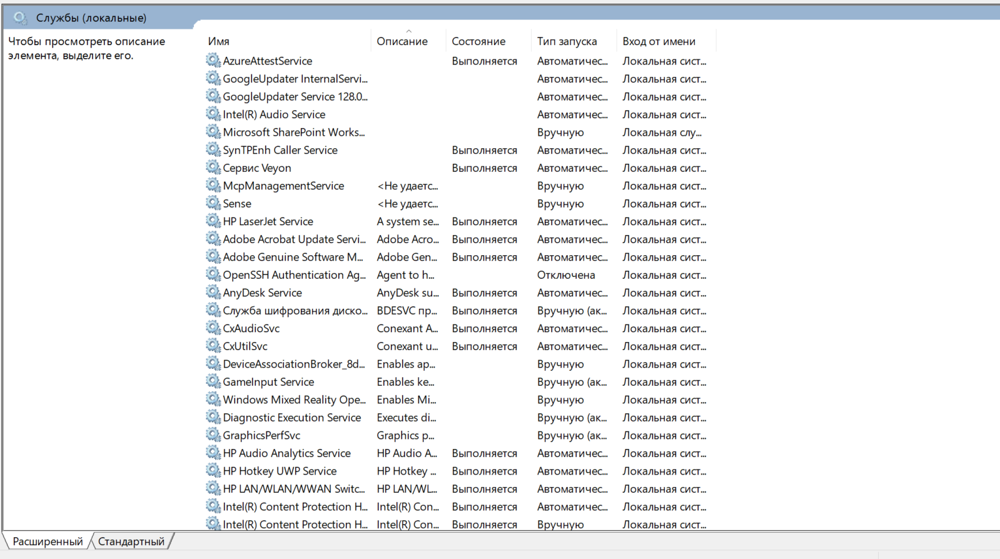 Службы (локальные)
Чтобы просмотреть описание
элемента, выделите его.
Имя Описание Состояние Тип запуска Вход от имени
AzureAttestService Выполняется Автоматичес... Локальная сист...
GoogleUpdater InternalServi... Автоматичес... Локальная сист...
GoogleUpdater Service 128.0... Автоматичес... Локальная сист...
Intel(R) Audio Service Автоматичес... Локальная сист...
Microsoft SharePoint Works... Вручную Локальная слу...
SynTPEnh Caller Service Выполняется Автоматичес... Локальная сист...
Сервис Veyon Выполняется Автоматичес... Локальная сист...
McpManagementService <Не удаетс... Вручную Локальная сист...
Sense <Не удаетс... Вручную Локальная сист...
HP LaserJet Service A system se... Выполняется Автоматичес... Локальная сист...
Adobe Acrobat Update Servi... Adobe Acro... Выполняется Автоматичес... Локальная сист...
Adobe Genuine Software M... Adobe Gen... Выполняется Автоматичес... Локальная сист...
OpenSSH Authentication Ag... Agent to h... Отключена Локальная сист...
AnyDesk Service AnyDesk su... Выполняется Автоматичес... Локальная сист...
Служба шифрования диско... BDESVC пр... Выполняется Вручную (ак... Локальная сист...
CxAudioSvc Conexant A... Выполняется Автоматичес... Локальная сист...
CxUtilSvc Conexant u... Выполняется Автоматичес... Локальная сист...
DeviceAssociationBroker_8d... Enables ap... Вручную Локальная сист...
GameInput Service Enables ke... Вручную (ак... Локальная сист...
Windows Mixed Reality Ope... Enables Mi... Вручную Локальная сист...
Diagnostic Execution Service Executes di... Вручную (ак... Локальная сист...
GraphicsPerfSvc Graphics p... Вручную (ак... Локальная сист...
HP Audio Analytics Service HP Audio A... Выполняется Автоматичес... Локальная сист...
HP Hotkey UWP Service HP Hotkey ... Выполняется Автоматичес... Локальная сист...
HP LAN/WLAN/WWAN Switc... HP LAN/WL... Выполняется Автоматичес... Локальная сист...
Intel(R) Content Protection H... Intel(R) Con... Выполняется Автоматичес... Локальная сист...
Intel(R) Content Protection H... Intel(R) Con... Выполняется Вручную Локальная сист...
Расширенный Стандартный